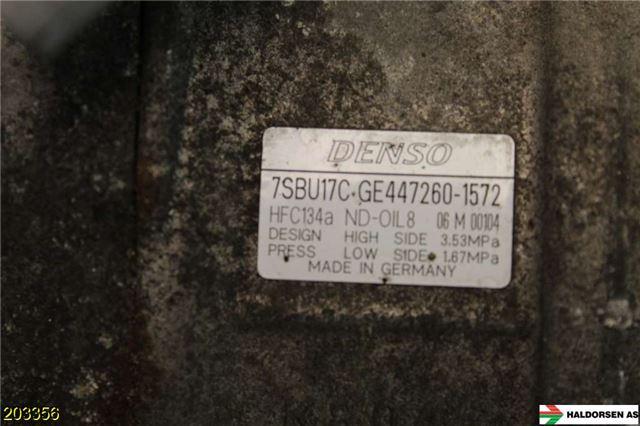 DENSO
7SBU17C GE447260-1572
HFC134a ND-OIL8 06 M 00104
DESIGN HIGH SIDE 3.53MPa
PRESS LOW SIDE 1.67MPa
MADE IN GERMANY
203356
HALDORSEN AS